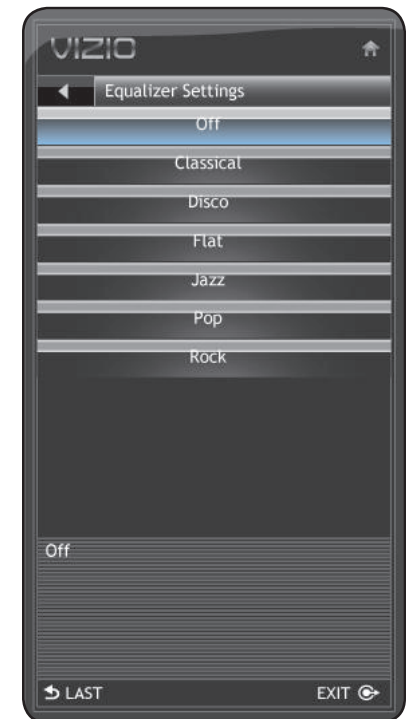 VIZIO
Equalizer Settings
Off
Classical
Disco
Flat
Jazz
Pop
Rock
Off
LAST EXIT